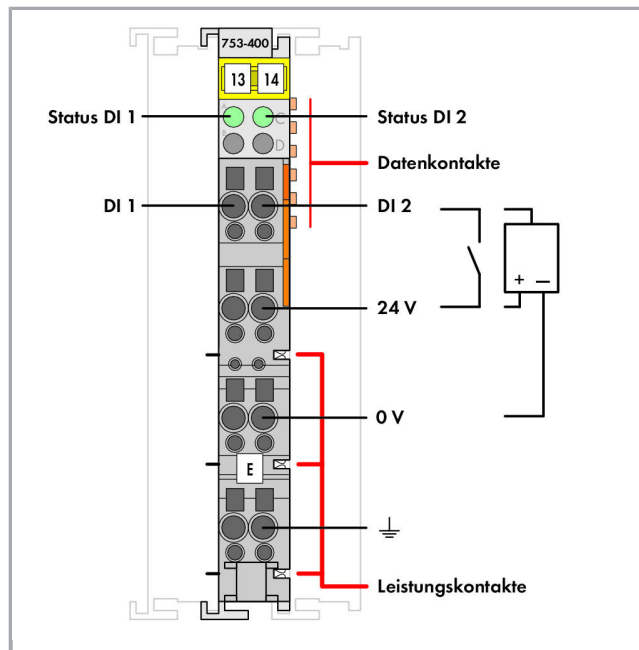 753-400
13 14
A C
B D
Status DI 1 Status DI 2
Datenkontakte
DI 1 DI 2
+ –
24 V
0 V
E
Leistungskontakte